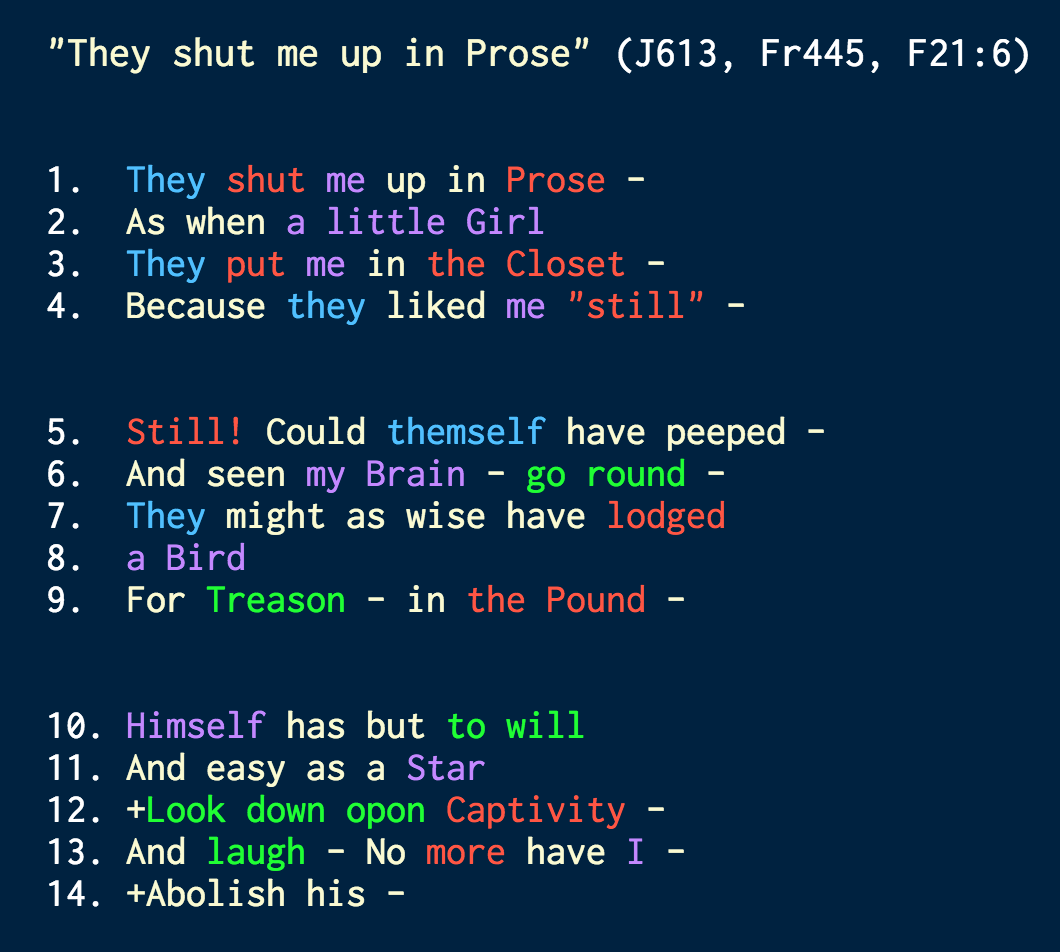 "They shut me up in Prose" (J613, Fr445, F21:6)
1. They shut me up in Prose –
2. As when a little Girl
3. They put me in the Closet –
4. Because they liked me "still" –
5. Still! Could themself have peeped –
6. And seen my Brain – go round –
7. They might as wise have lodged
8. a Bird
9. For Treason – in the Pound –
10. Himself has but to will
11. And easy as a Star
12. +Look down opon Captivity –
13. And laugh – No more have I –
14. +Abolish his –